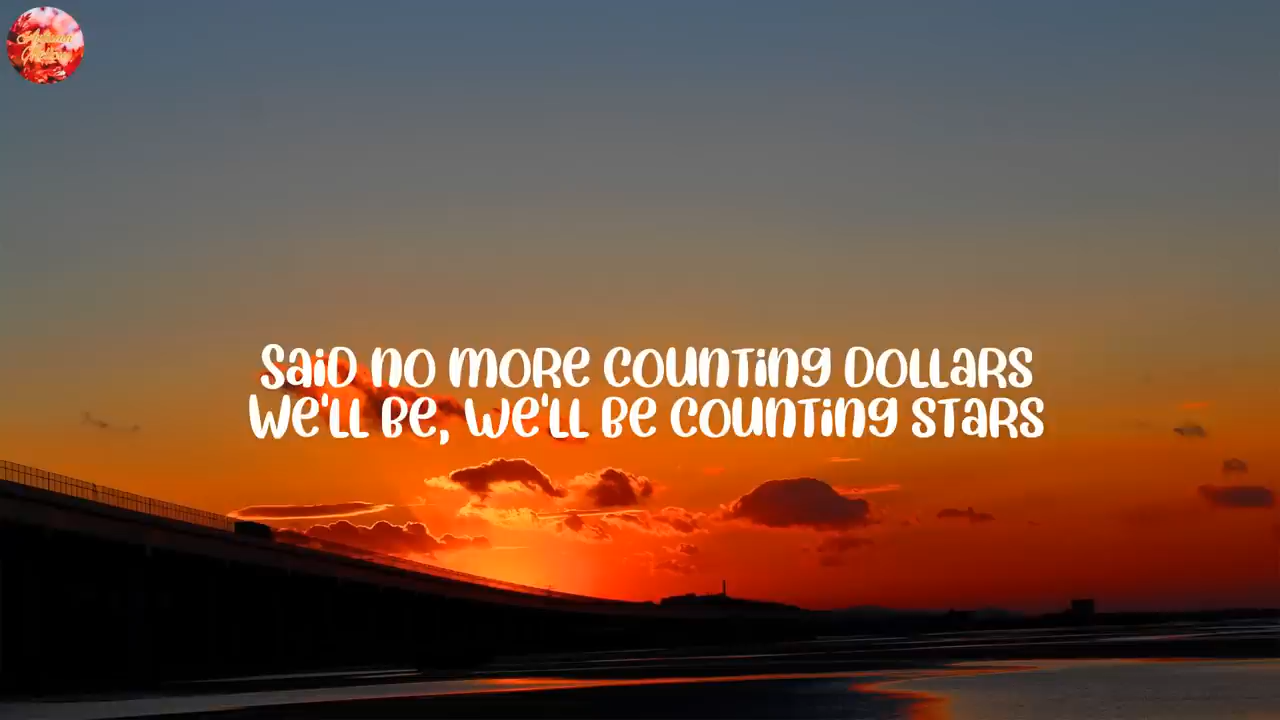 Said no more counting dollars
We'll be, we'll be counting stars